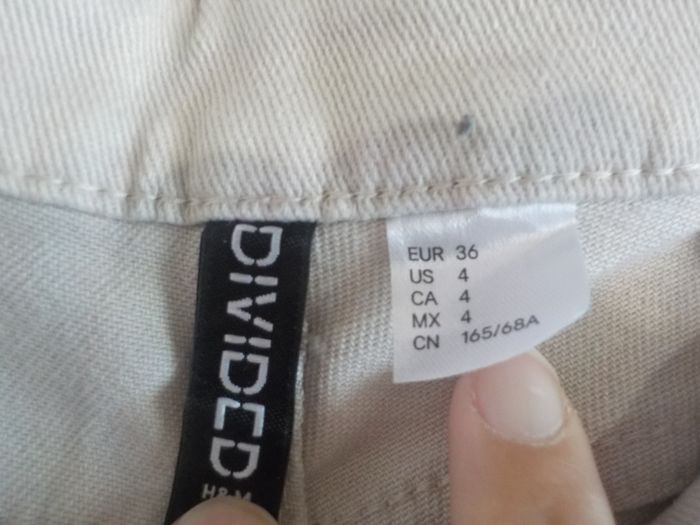 DIVIDED
H&M
EUR 36
US 4
CA 4
MX 4
CN 165/68A